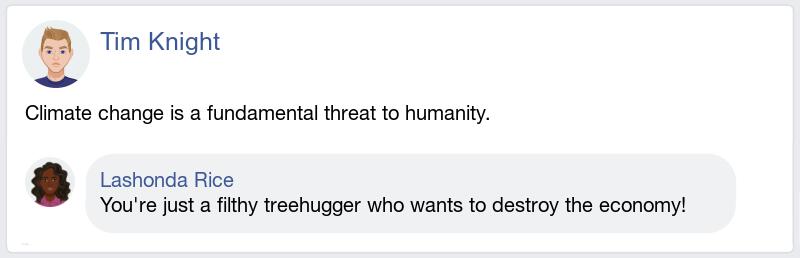 Tim Knight
Climate change is a fundamental threat to humanity.
Lashonda Rice
You're just a filthy treehugger who wants to destroy the economy!